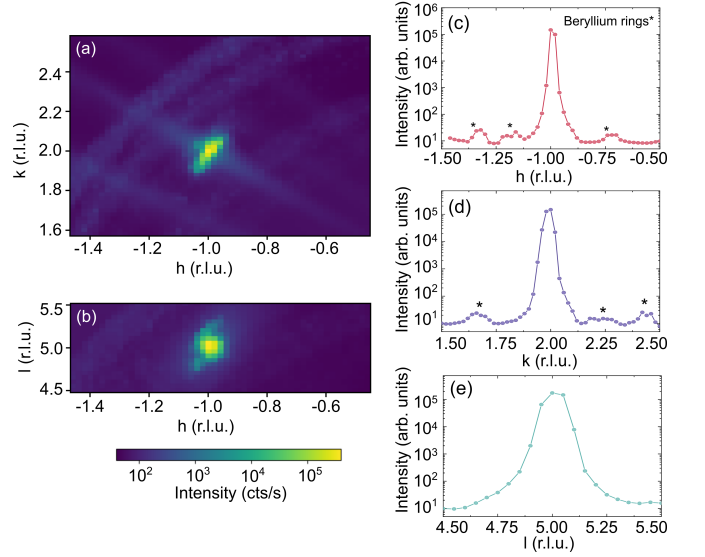 (a)
k (r.l.u.)
2.4
2.0
1.8
1.6
-1.4 -1.2 -1.0 -0.8 -0.6
h (r.l.u.)
(b)
l (r.l.u.)
5.5
5.0
4.5
-1.4 -1.2 -1.0 -0.8 -0.6
h (r.l.u.)
10² 10³ 10⁴ 10⁵
Intensity (cts/s)
(c)
Beryllium rings*
Intensity (arb. units)
10⁶
10⁵
10⁴
10³
10²
10¹
* * *
-1.50 -1.25 -1.00 -0.75 -0.50
h (r.l.u.)
(d)
Intensity (arb. units)
10⁵
10⁴
10³
10²
10¹
* * *
1.50 1.75 2.00 2.25 2.50
k (r.l.u.)
(e)
Intensity (arb. units)
10⁵
10⁴
10³
10²
10¹
4.50 4.75 5.00 5.25 5.50
l (r.l.u.)